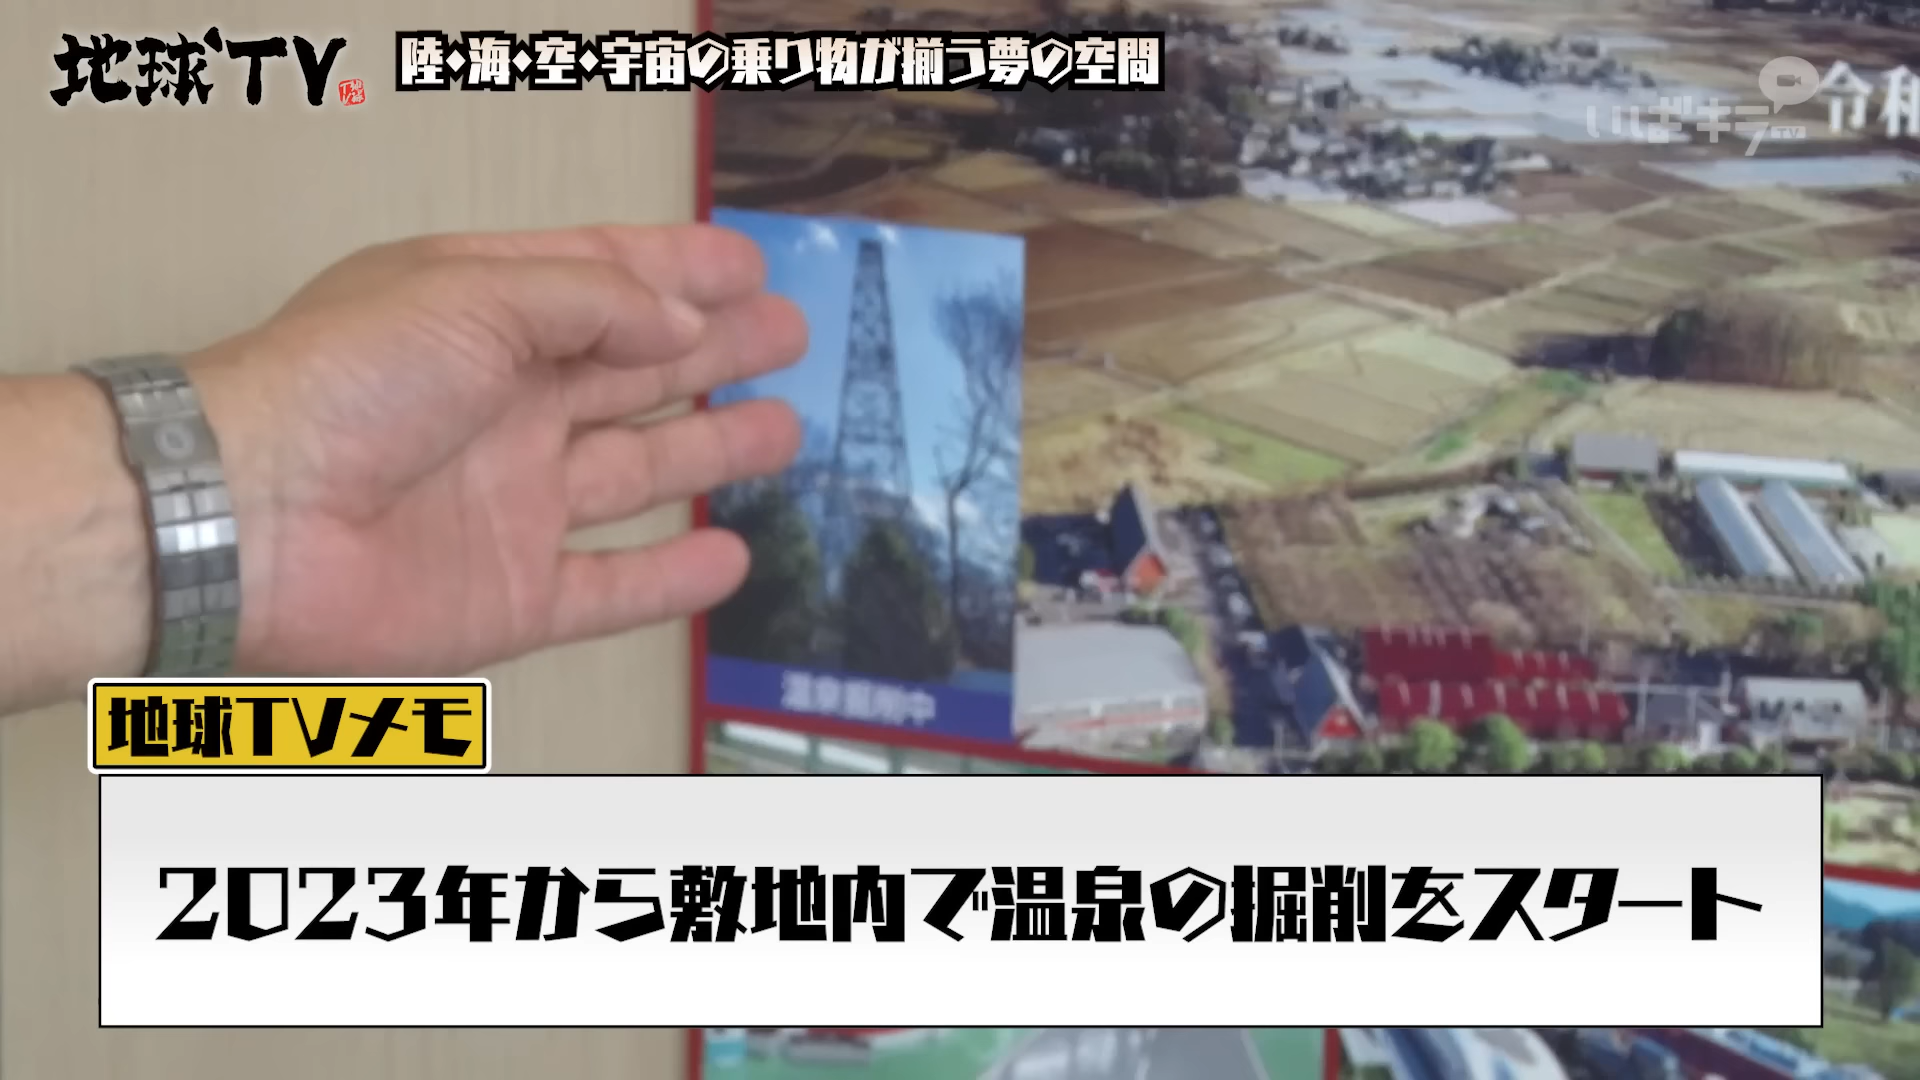 地球TV
陸・海・空・宇宙の乗り物が揃う夢の空間
いばキラTV
令和
温泉掘削中
地球TVメモ
2023年から敷地内で温泉の掘削をスタート